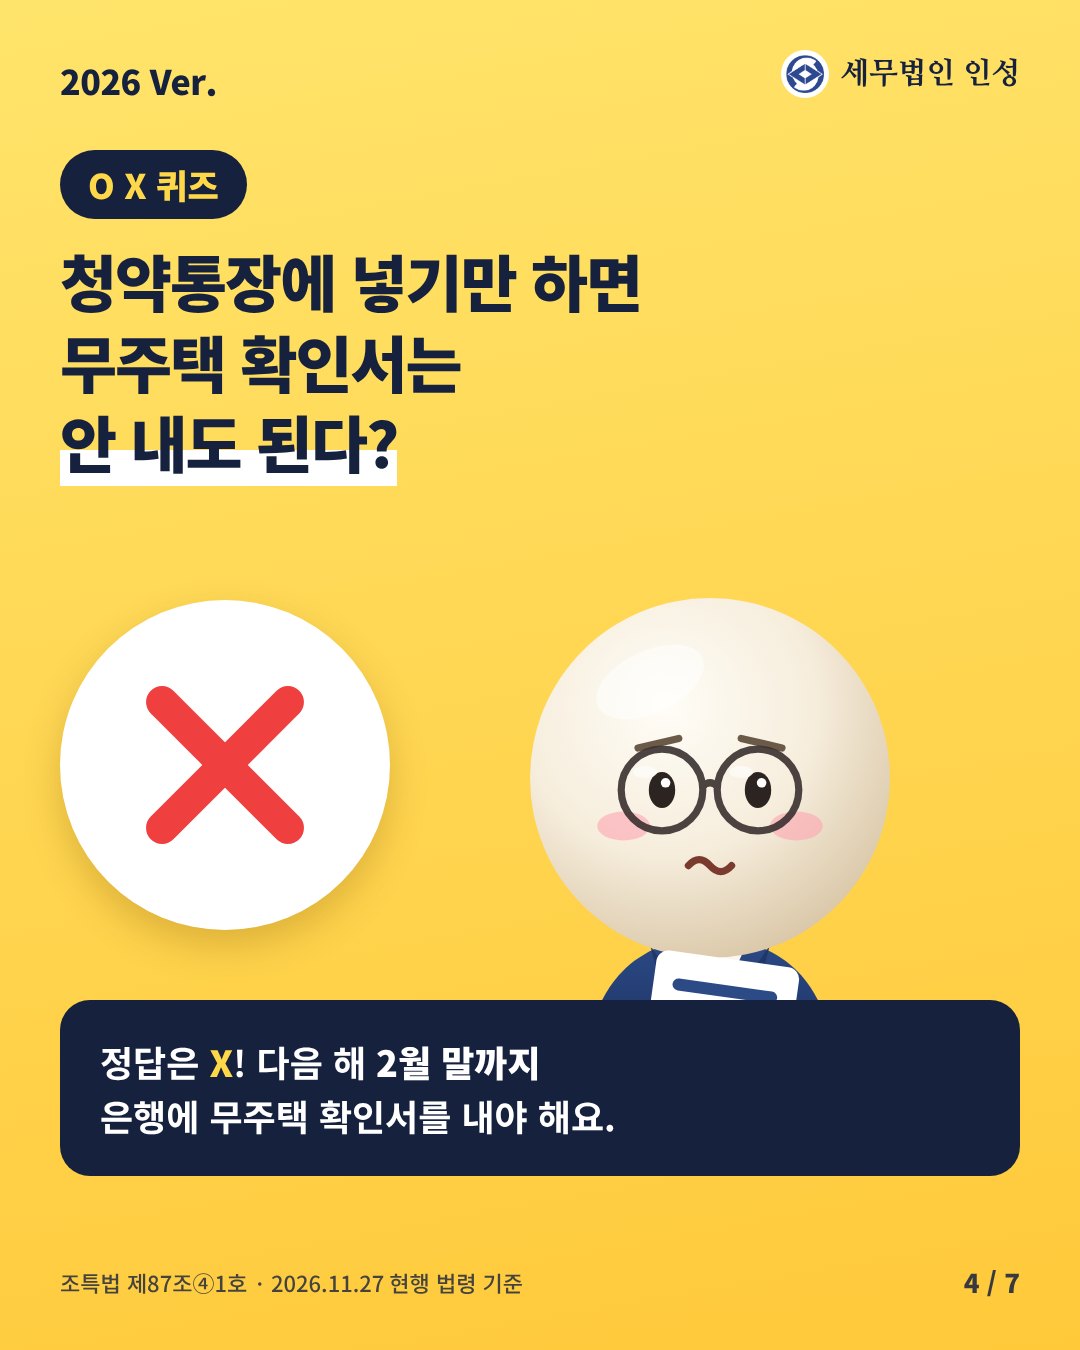 2026 Ver.
세무법인 인성
O X 퀴즈
청약통장에 넣기만 하면
무주택 확인서는
안 내도 된다?
정답은 X! 다음 해 2월 말까지
은행에 무주택 확인서를 내야 해요.
조특법 제87조④1호 · 2026.11.27 현행 법령 기준
4 / 7